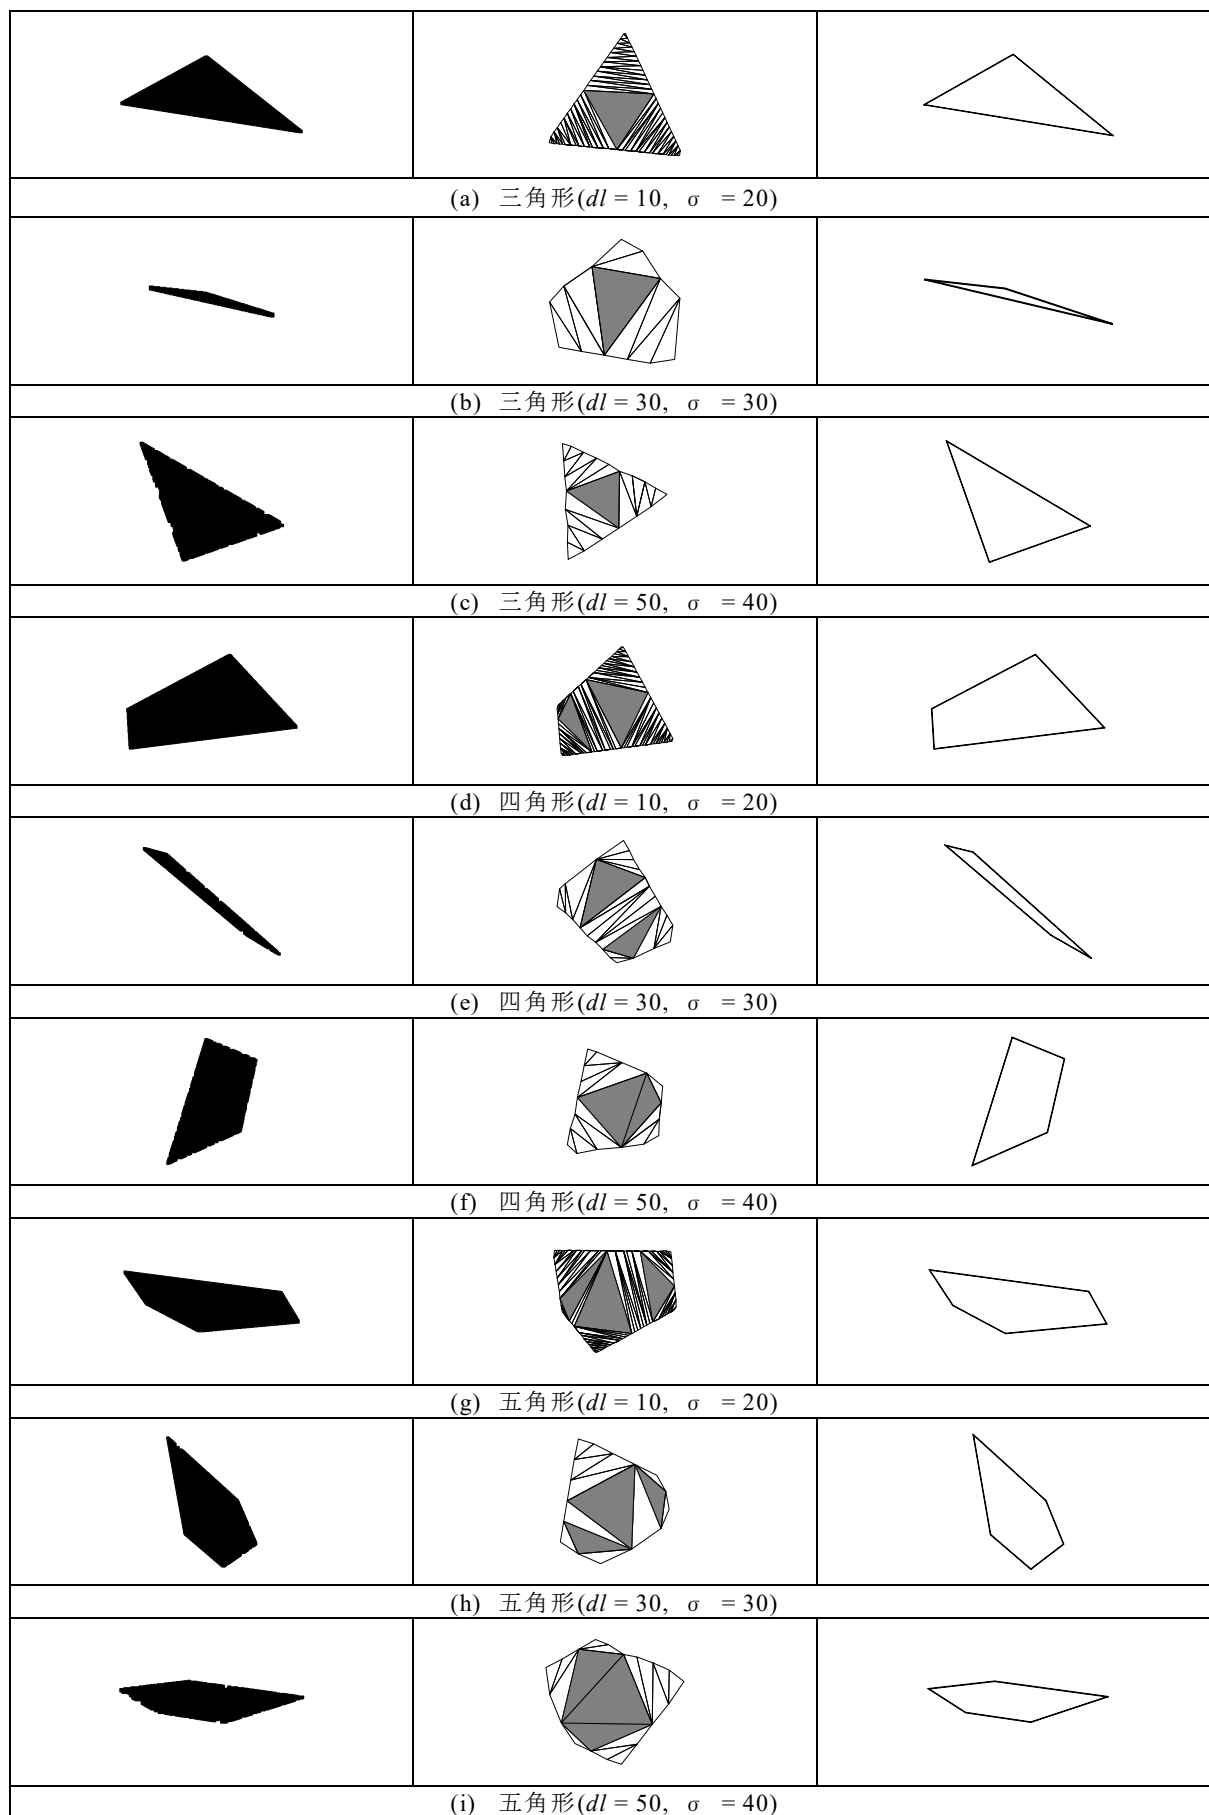 (a) 三角形(dl = 10, σ = 20)
(b) 三角形(dl = 30, σ = 30)
(c) 三角形(dl = 50, σ = 40)
(d) 四角形(dl = 10, σ = 20)
(e) 四角形(dl = 30, σ = 30)
(f) 四角形(dl = 50, σ = 40)
(g) 五角形(dl = 10, σ = 20)
(h) 五角形(dl = 30, σ = 30)
(i) 五角形(dl = 50, σ = 40)